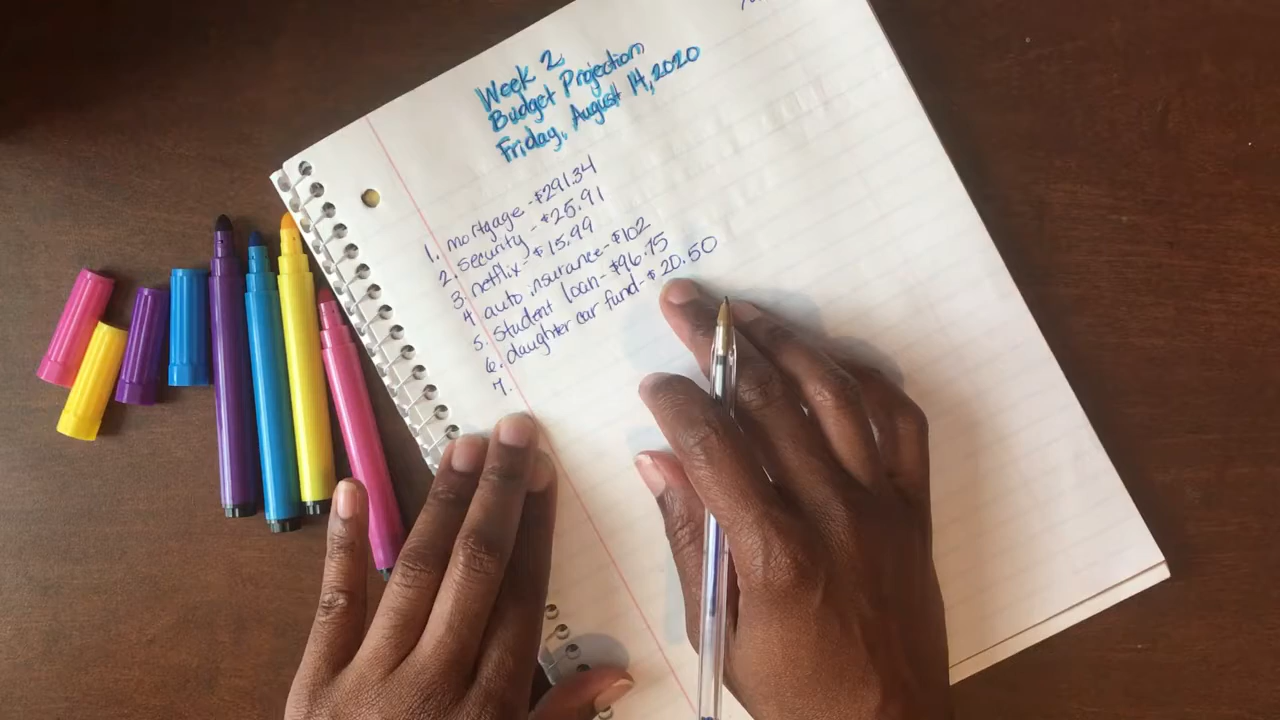 Week 2
Budget Projection
Friday, August 14, 2020
1. mortgage - $291.34
2. security - $25.91
3. netflix - $15.99
4. auto insurance - $102
5. student loan - $96.75
6. daughter car fund - $20.50
7.